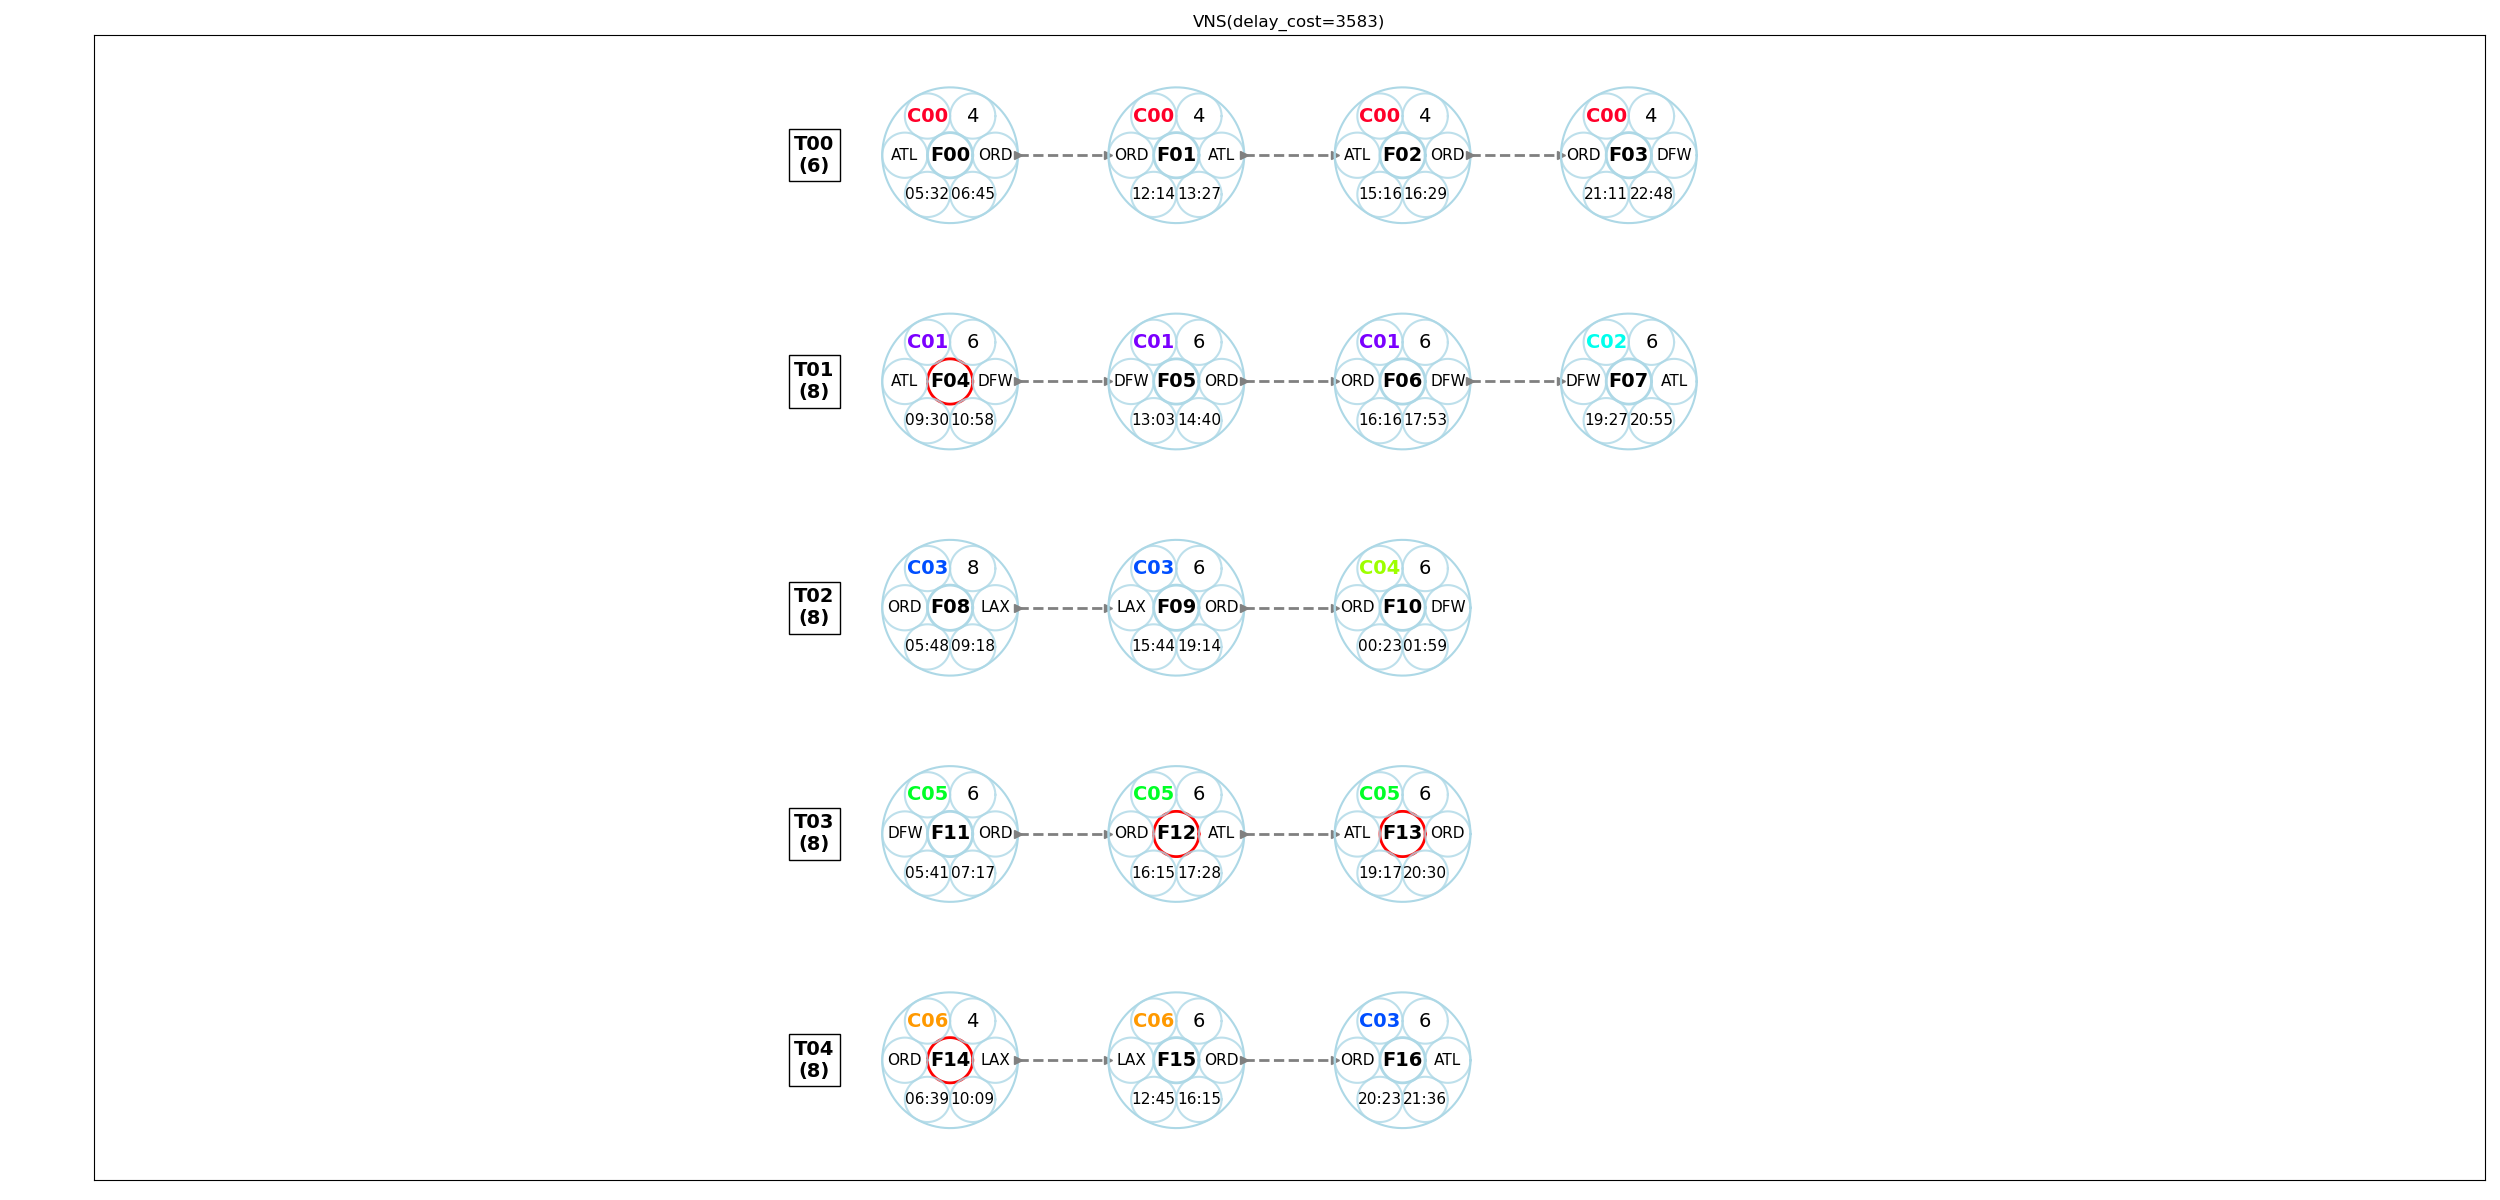 VNS(delay_cost=3583)
C00 4 C00 4 C00 4 C00 4
T00 ATL F00 ORD ORD F01 ATL ATL F02 ORD ORD F03 DFW
(6)
05:32 06:45 12:14 13:27 15:16 16:29 21:11 22:48
C01 6 C01 6 C01 6 C02 6
T01 ATL F04 DFW DFW F05 ORD ORD F06 DFW DFW F07 ATL
(8)
09:30 10:58 13:03 14:40 16:16 17:53 19:27 20:55
C03 8 C03 6 C04 6
T02 ORD F08 LAX LAX F09 ORD ORD F10 DFW
(8)
05:48 09:18 15:44 19:14 00:23 01:59
C05 6 C05 6 C05 6
T03 DFW F11 ORD ORD F12 ATL ATL F13 ORD
(8)
05:41 07:17 16:15 17:28 19:17 20:30
C06 4 C06 6 C03 6
T04 ORD F14 LAX LAX F15 ORD ORD F16 ATL
(8)
06:39 10:09 12:45 16:15 20:23 21:36